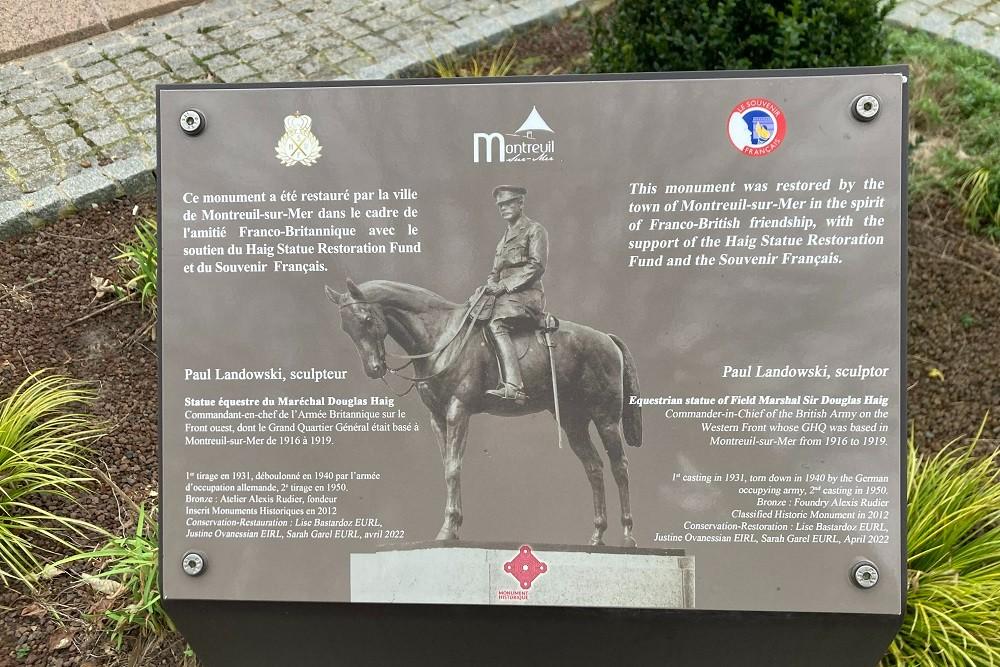 Montreuil
sur-Mer
LE SOUVENIR
FRANÇAIS
Ce monument a été restauré par la ville
de Montreuil-sur-Mer dans le cadre de
l'amitié Franco-Britannique avec le
soutien du Haig Statue Restoration Fund
et du Souvenir Français.
This monument was restored by the
town of Montreuil-sur-Mer in the spirit
of Franco-British friendship, with the
support of the Haig Statue Restoration
Fund and the Souvenir Français.
Paul Landowski, sculpteur
Statue équestre du Maréchal Douglas Haig
Commandant-en-chef de l'Armée Britannique sur le
Front ouest, dont le Grand Quartier Général était basé à
Montreuil-sur-Mer de 1916 à 1919.
1er tirage en 1931, déboulonné en 1940 par l'armée
d'occupation allemande, 2e tirage en 1950.
Bronze : Atelier Alexis Rudier, fondeur
Inscrit Monuments Historiques en 2012
Conservation-Restauration : Lise Bastardoz EURL,
Justine Ovanessian EIRL, Sarah Garel EURL, avril 2022
Paul Landowski, sculptor
Equestrian statue of Field Marshal Sir Douglas Haig
Commander-in-Chief of the British Army on the
Western Front whose GHQ was based in
Montreuil-sur-Mer from 1916 to 1919.
1st casting in 1931, torn down in 1940 by the German
occupying army, 2nd casting in 1950.
Bronze : Foundry Alexis Rudier
Classified Historic Monument in 2012
Conservation-Restoration : Lise Bastardoz EURL,
Justine Ovanessian EIRL, Sarah Garel EURL, April 2022
MONUMENT
HISTORIQUE